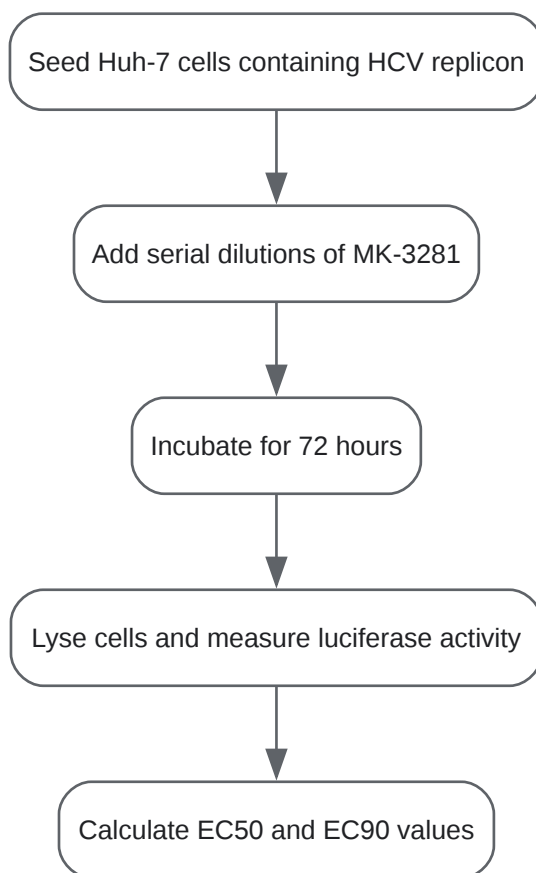 Seed Huh-7 cells containing HCV replicon
Add serial dilutions of MK-3281
Incubate for 72 hours
Lyse cells and measure luciferase activity
Calculate EC50 and EC90 values